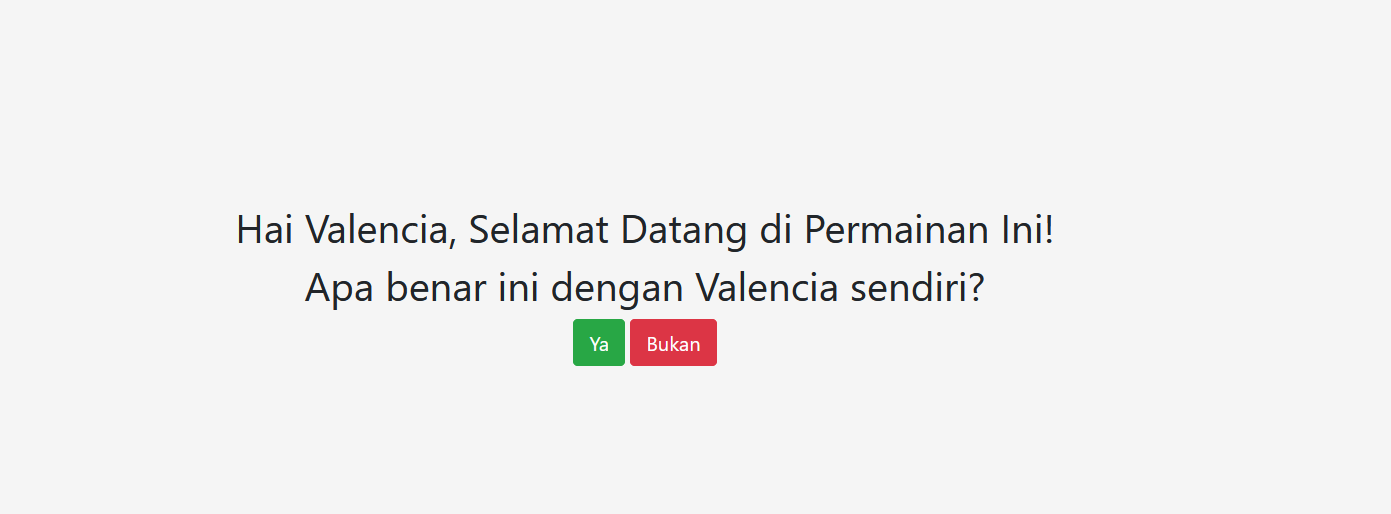 Hai Valencia, Selamat Datang di Permainan Ini!
Apa benar ini dengan Valencia sendiri?
Ya Bukan